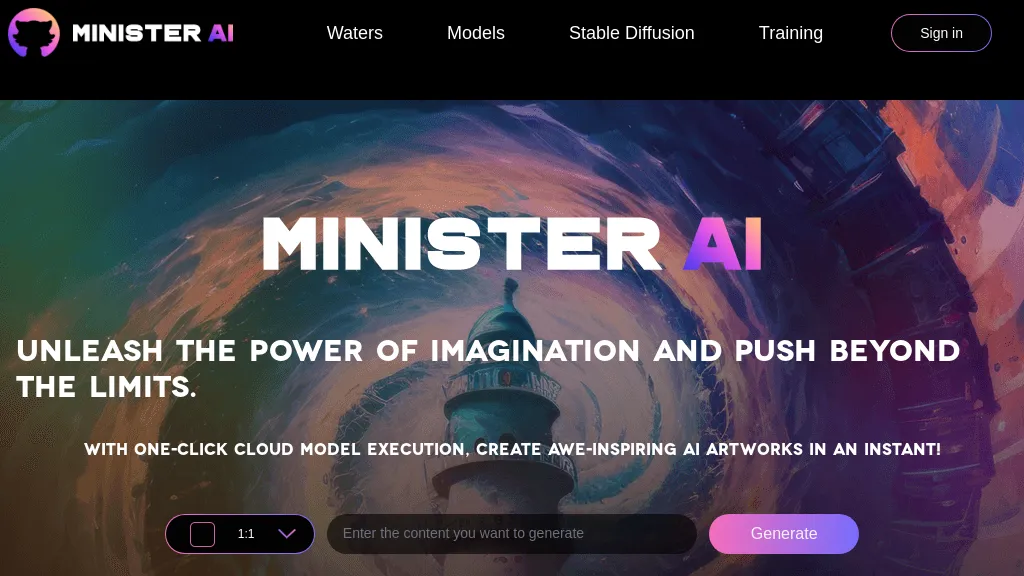 MINISTER AI
Waters
Models
Stable Diffusion
Training
Sign in
MINISTER AI
UNLEASH THE POWER OF IMAGINATION AND PUSH BEYOND
THE LIMITS.
WITH ONE-CLICK CLOUD MODEL EXECUTION, CREATE AWE-INSPIRING AI ARTWORKS IN AN INSTANT!
1:1
Enter the content you want to generate
Generate